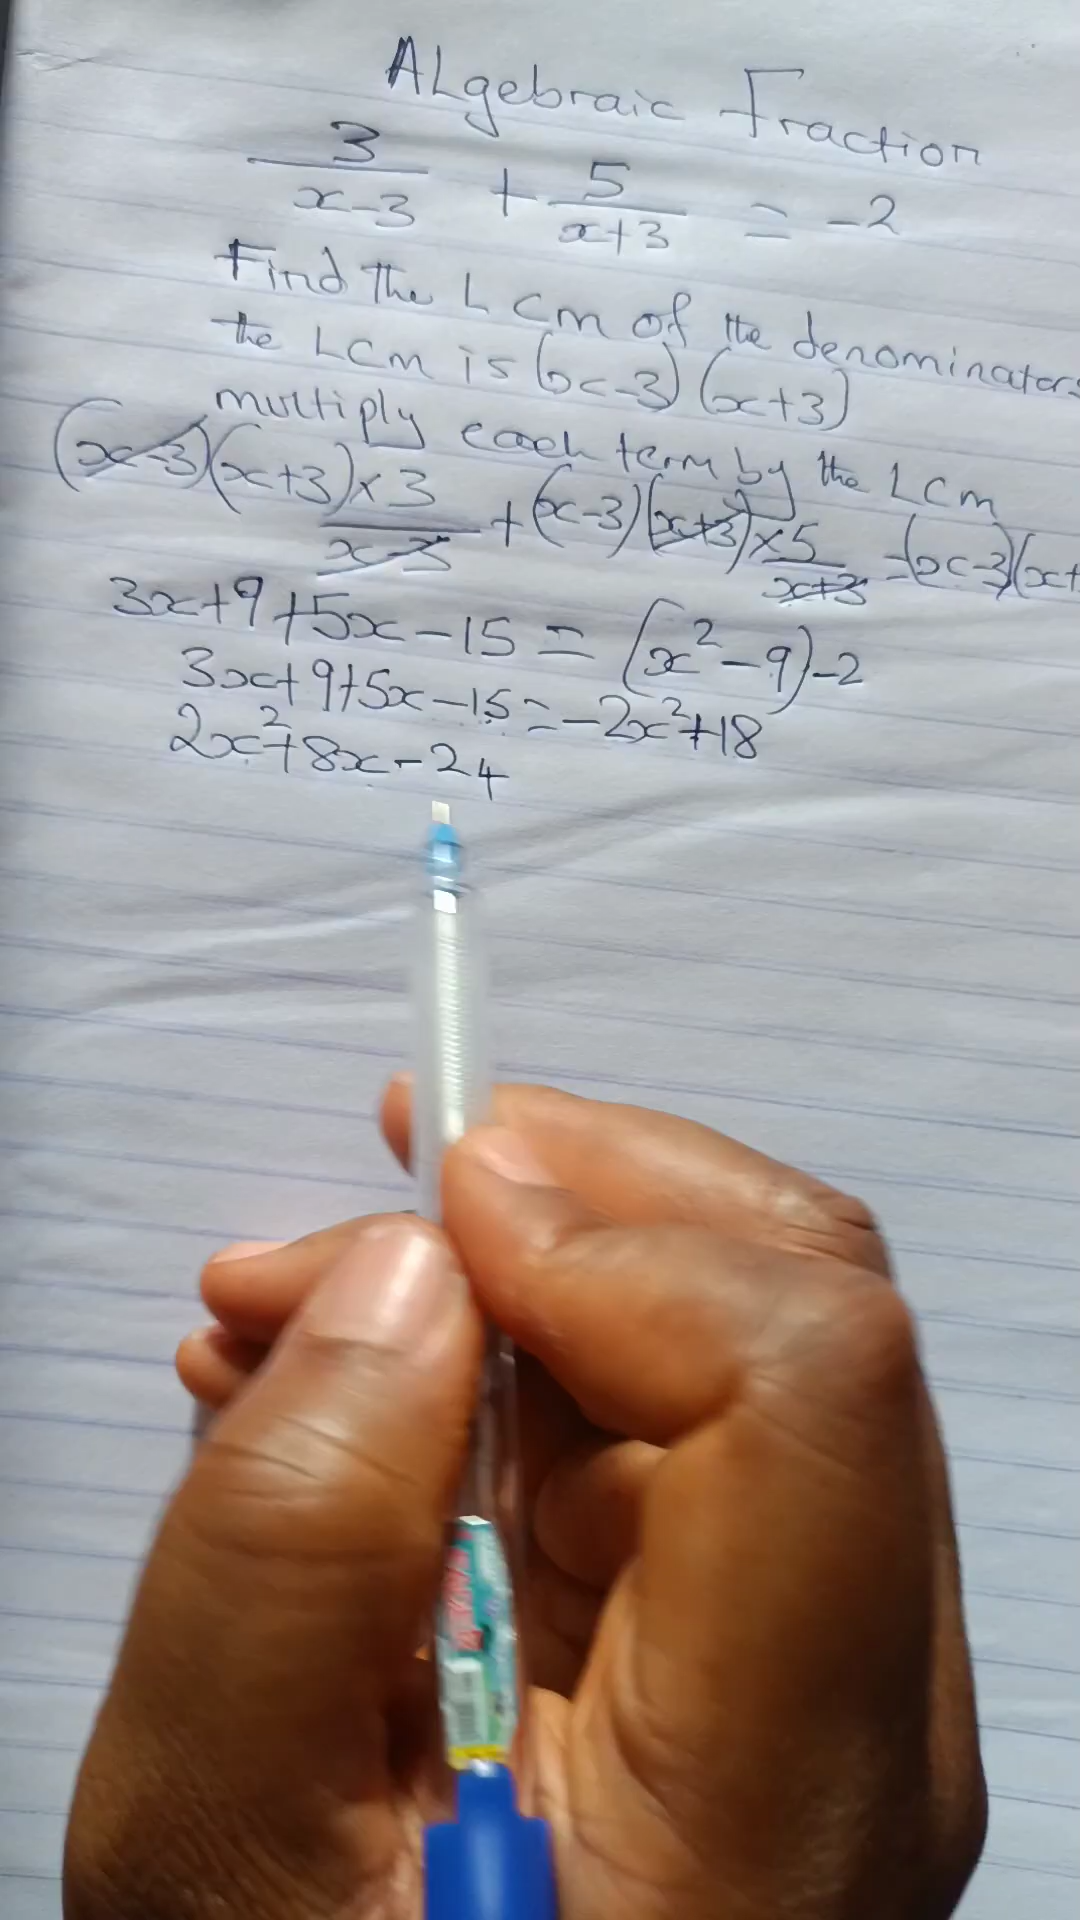 ALgebraic Fraction
3/(x-3) + 5/(x+3) = -2
Find the LCm of the denominators
the LCm is (x-3)(x+3)
multiply each term by the LCm
(x-3)(x+3)×3/(x-3) + (x-3)(x+3)×5/(x+3) = (x-3)(x+
3x+9+5x-15 = (x²-9)-2
3x+9+5x-15 = -2x²+18
2x²+8x-24